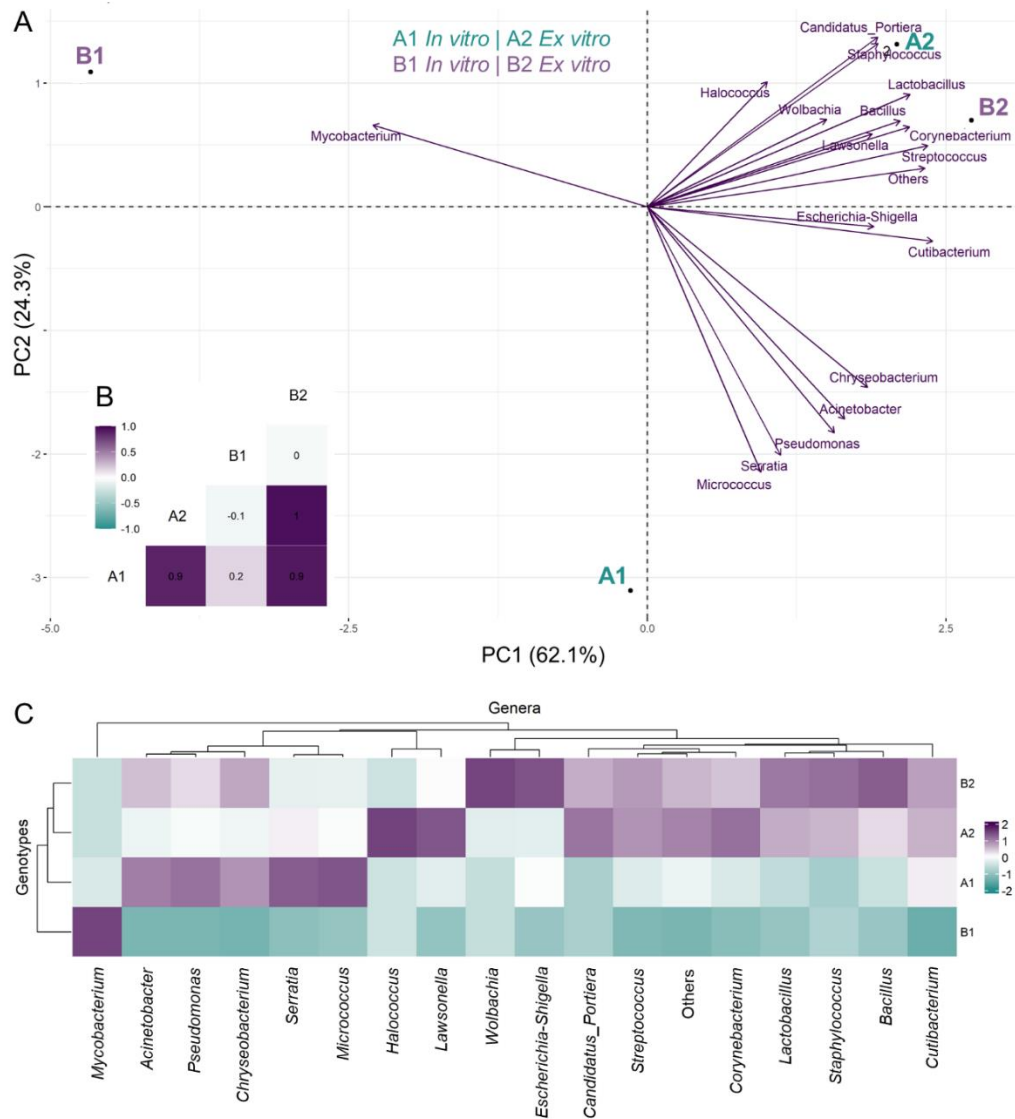 A
A1 In vitro | A2 Ex vitro
B1 In vitro | B2 Ex vitro
B1
Candidatus_Portiera
A2
2
Staphylococcus
Halococcus
Lactobacillus
Wolbachia
Bacillus
B2
Mycobacterium
Lawsonella
Corynebacterium
Streptococcus
Others
Escherichia-Shigella
Cutibacterium
Chryseobacterium
Acinetobacter
Pseudomonas
Serratia
Micrococcus
A1
1
0
-1
-2
-3
PC2 (24.3%)
-5.0 -2.5 0.0 2.5
PC1 (62.1%)
B
1.0
0.5
0.0
-0.5
-1.0
B2
B1 0
A2 -0.1 1
A1 0.9 0.2 0.9
C
Genera
Genotypes
B2
A2
A1
B1
2
1
0
-1
-2
Mycobacterium
Acinetobacter
Pseudomonas
Chryseobacterium
Serratia
Micrococcus
Halococcus
Lawsonella
Wolbachia
Escherichia-Shigella
Candidatus_Portiera
Streptococcus
Others
Corynebacterium
Lactobacillus
Staphylococcus
Bacillus
Cutibacterium